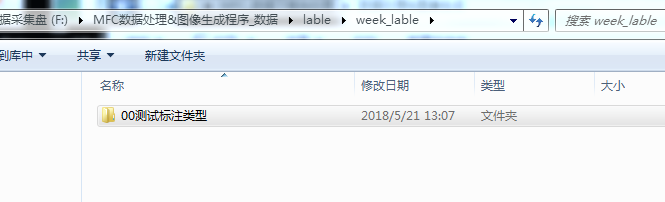 据采集盘 (F:) ▸ MFC数据处理&图像生成程序_数据 ▸ lable ▸ week_lable ▸ 搜索 week_lable
到库中 共享 新建文件夹
名称 修改日期 类型 大小
00测试标注类型 2018/5/21 13:07 文件夹